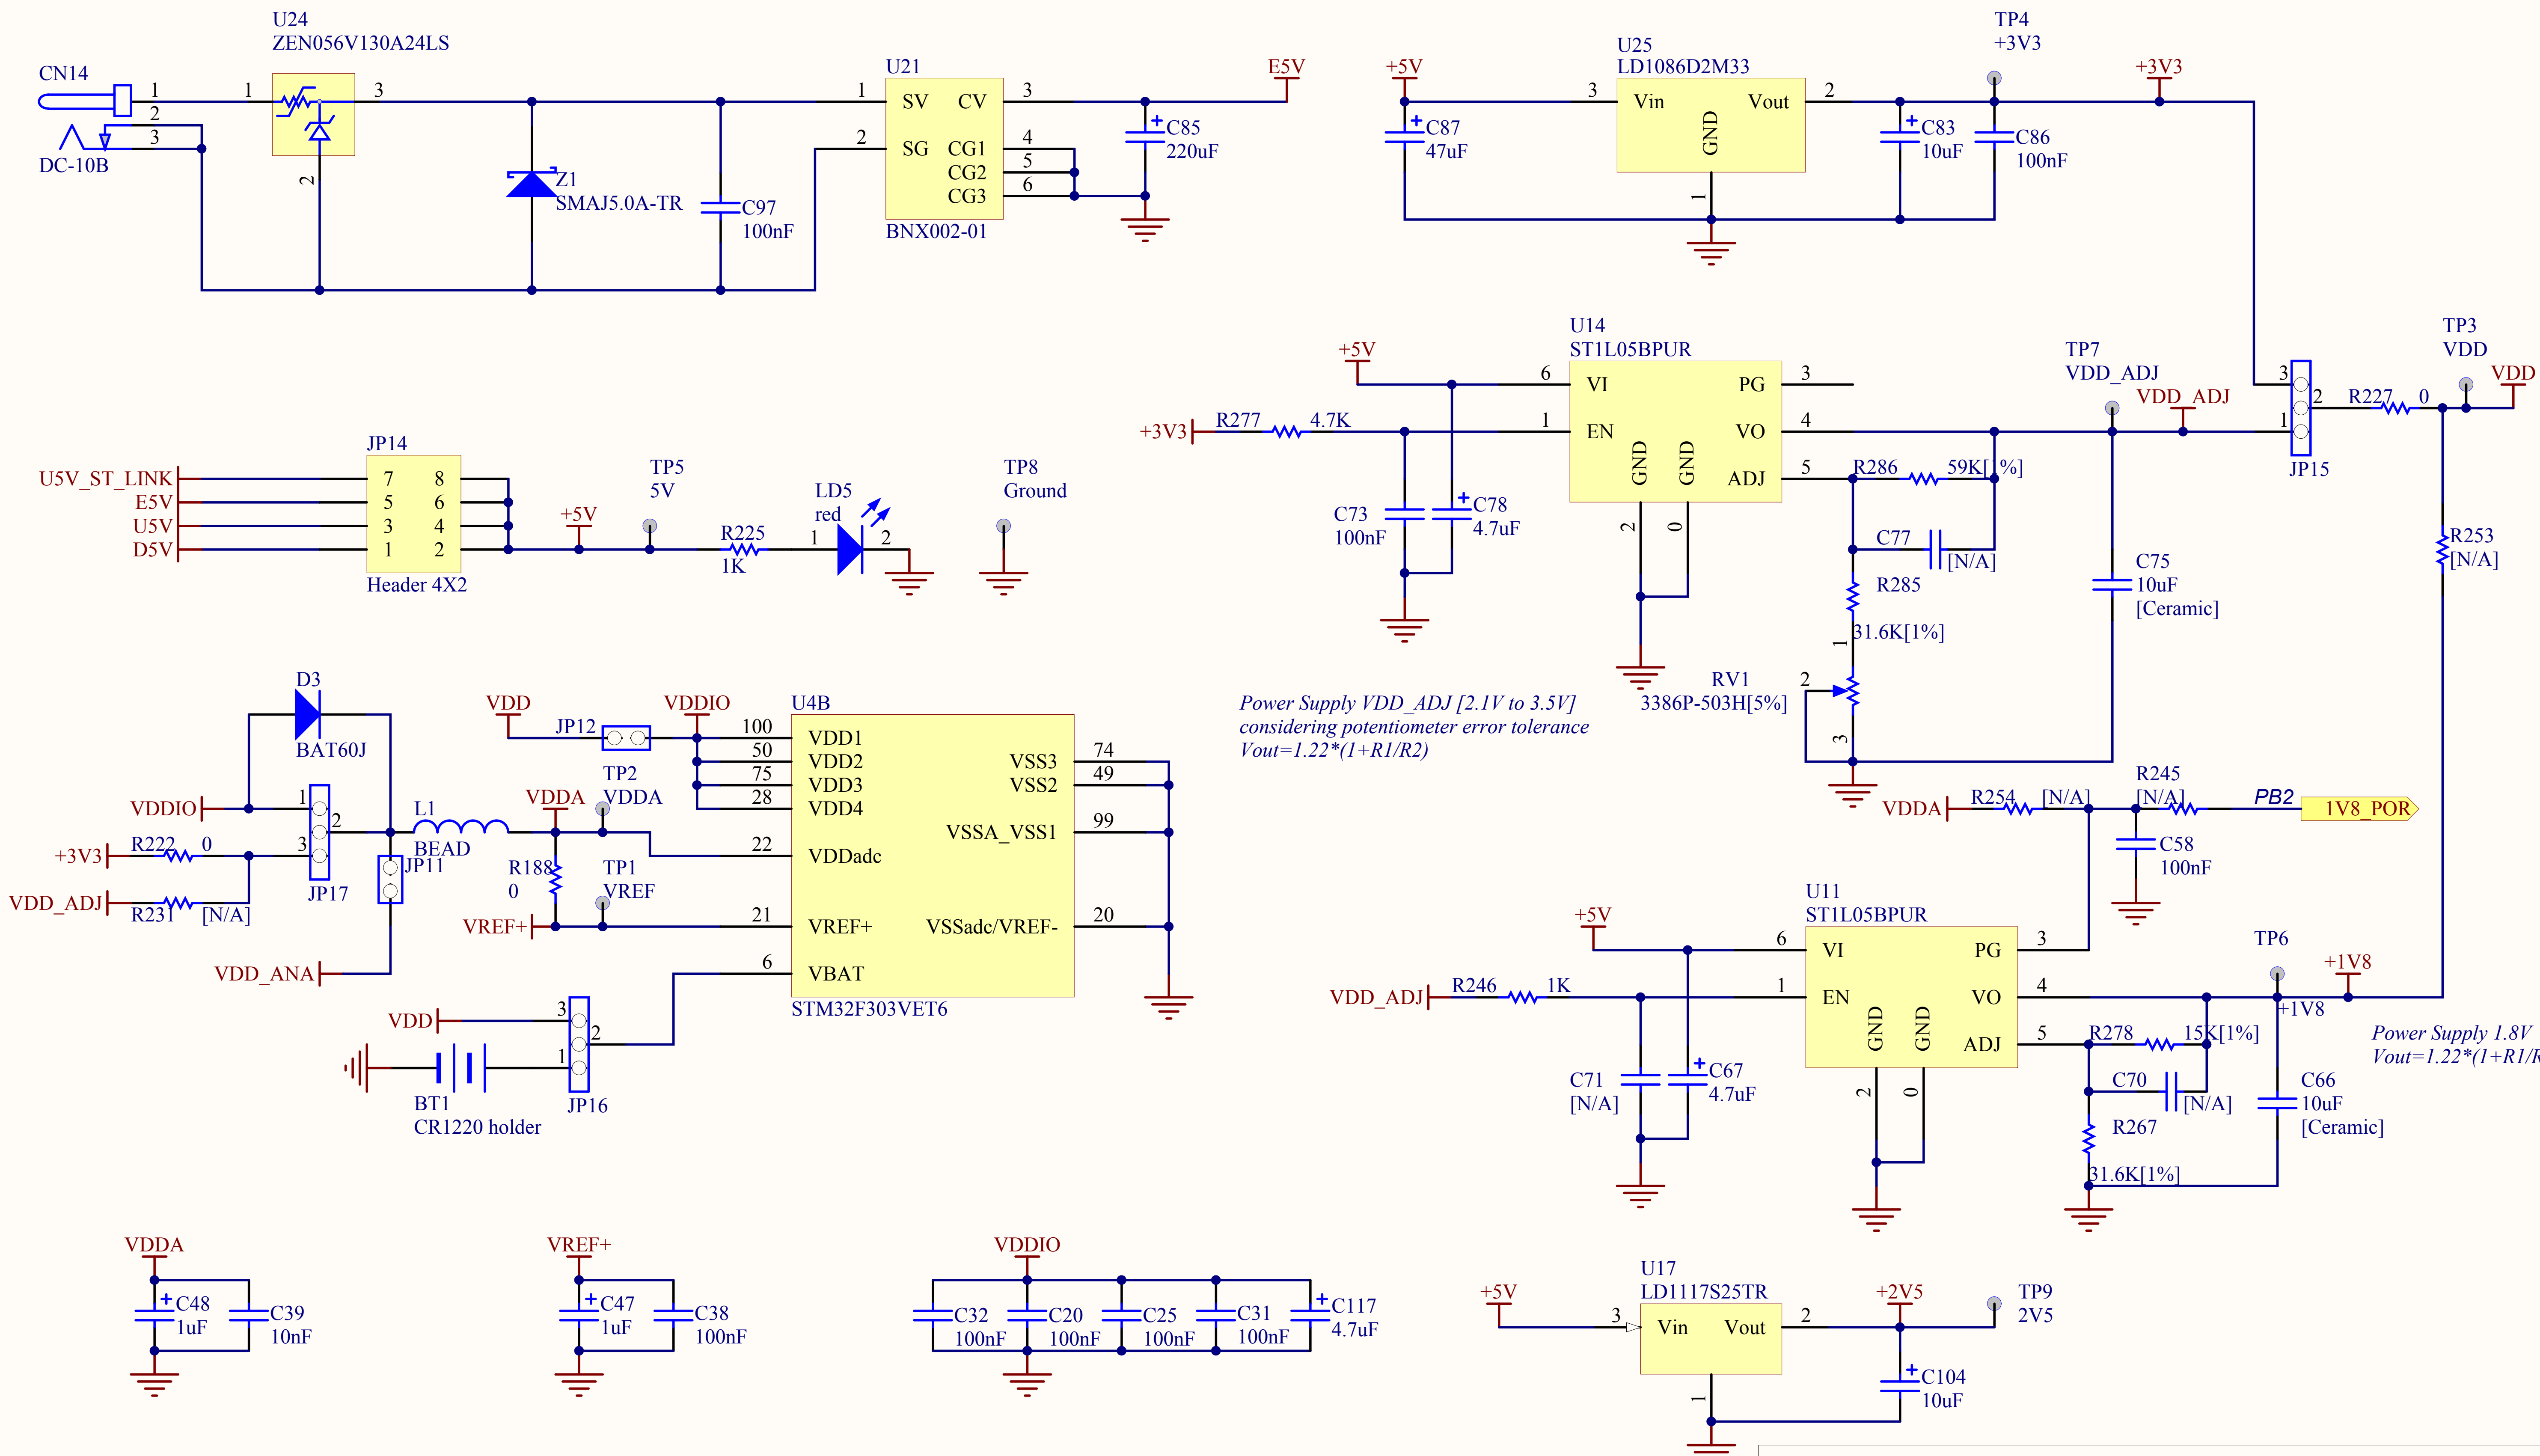 U24
ZEN056V130A24LS
CN14
1
2
3
DC-10B
1
3
2
Z1
SMAJ5.0A-TR
C97
100nF
U21
1
SV
CV
3
2
SG
CG1
4
CG2
5
CG3
6
BNX002-01
C85
220uF
E5V
+5V
C87
47uF
U25
LD1086D2M33
3
Vin
Vout
2
GND
1
C83
10uF
TP4
+3V3
C86
100nF
+3V3
JP14
U5V_ST_LINK
7
8
E5V
5
6
U5V
3
4
D5V
1
2
Header 4X2
+5V
TP5
5V
R225
1K
LD5
red
1
2
TP8
Ground
U14
ST1L05BPUR
+5V
6
VI
PG
3
+3V3
R277
4.7K
1
EN
VO
4
GND
GND
ADJ
5
2
0
C73
100nF
C78
4.7uF
R286
59K[1%]
C77
[N/A]
R285
31.6K[1%]
1
RV1
2
3386P-503H[5%]
3
TP7
VDD_ADJ
VDD_ADJ
C75
10uF
[Ceramic]
3
2
1
JP15
R227
0
TP3
VDD
VDD
R253
[N/A]
Power Supply VDD_ADJ [2.1V to 3.5V]
considering potentiometer error tolerance
Vout=1.22*(1+R1/R2)
D3
BAT60J
VDDIO
1
2
3
JP17
+3V3
R222
0
VDD_ADJ
R231
[N/A]
L1
BEAD
JP11
VDD_ANA
VDD
JP12
VDDIO
TP2
VDDA
VDDA
R188
0
TP1
VREF
VREF+
U4B
100
VDD1
50
VDD2
75
VDD3
28
VDD4
22
VDDadc
21
VREF+
6
VBAT
VSS3
74
VSS2
49
VSSA_VSS1
99
VSSadc/VREF-
20
STM32F303VET6
VDD
3
2
1
JP16
BT1
CR1220 holder
VDDA
R254
[N/A]
R245
[N/A]
PB2
1V8_POR
C58
100nF
U11
ST1L05BPUR
+5V
6
VI
PG
3
VDD_ADJ
R246
1K
1
EN
VO
4
GND
GND
ADJ
5
2
0
C71
[N/A]
C67
4.7uF
TP6
+1V8
+1V8
R278
15K[1%]
C70
[N/A]
R267
31.6K[1%]
C66
10uF
[Ceramic]
Power Supply 1.8V
Vout=1.22*(1+R1/R
VDDA
C48
1uF
C39
10nF
VREF+
C47
1uF
C38
100nF
VDDIO
C32
100nF
C20
100nF
C25
100nF
C31
100nF
C117
4.7uF
U17
LD1117S25TR
+5V
3
Vin
Vout
2
1
+2V5
TP9
2V5
C104
10uF